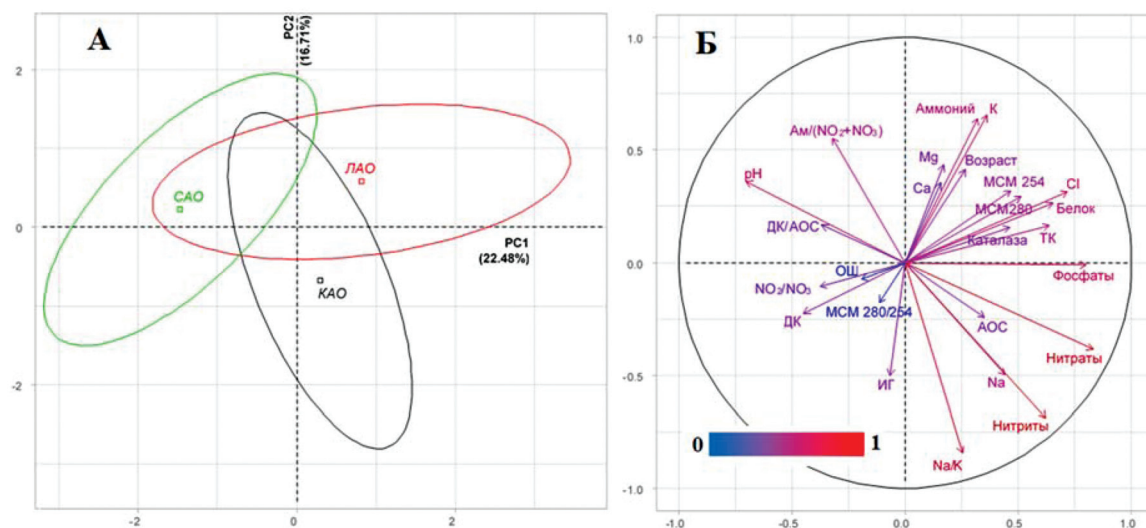 А
PC2
(16.71%)
2
ЛАО
САО
0
PC1
(22.48%)
КАО
-2
-2
0
2
Б
1.0
0.5
0.0
-0.5
-1.0
Аммоний
К
Ам/(NO₂+NO₃)
Mg
Возраст
pH
Ca
МСМ 254
Cl
МСМ280
Белок
ДК/АОС
Каталаза
ТК
ОШ
Фосфаты
NO₂/NO₃
МСМ 280/254
ДК
АОС
Нитраты
ИГ
Na
Нитриты
0
1
Na/K
-1.0
-0.5
0.0
0.5
1.0